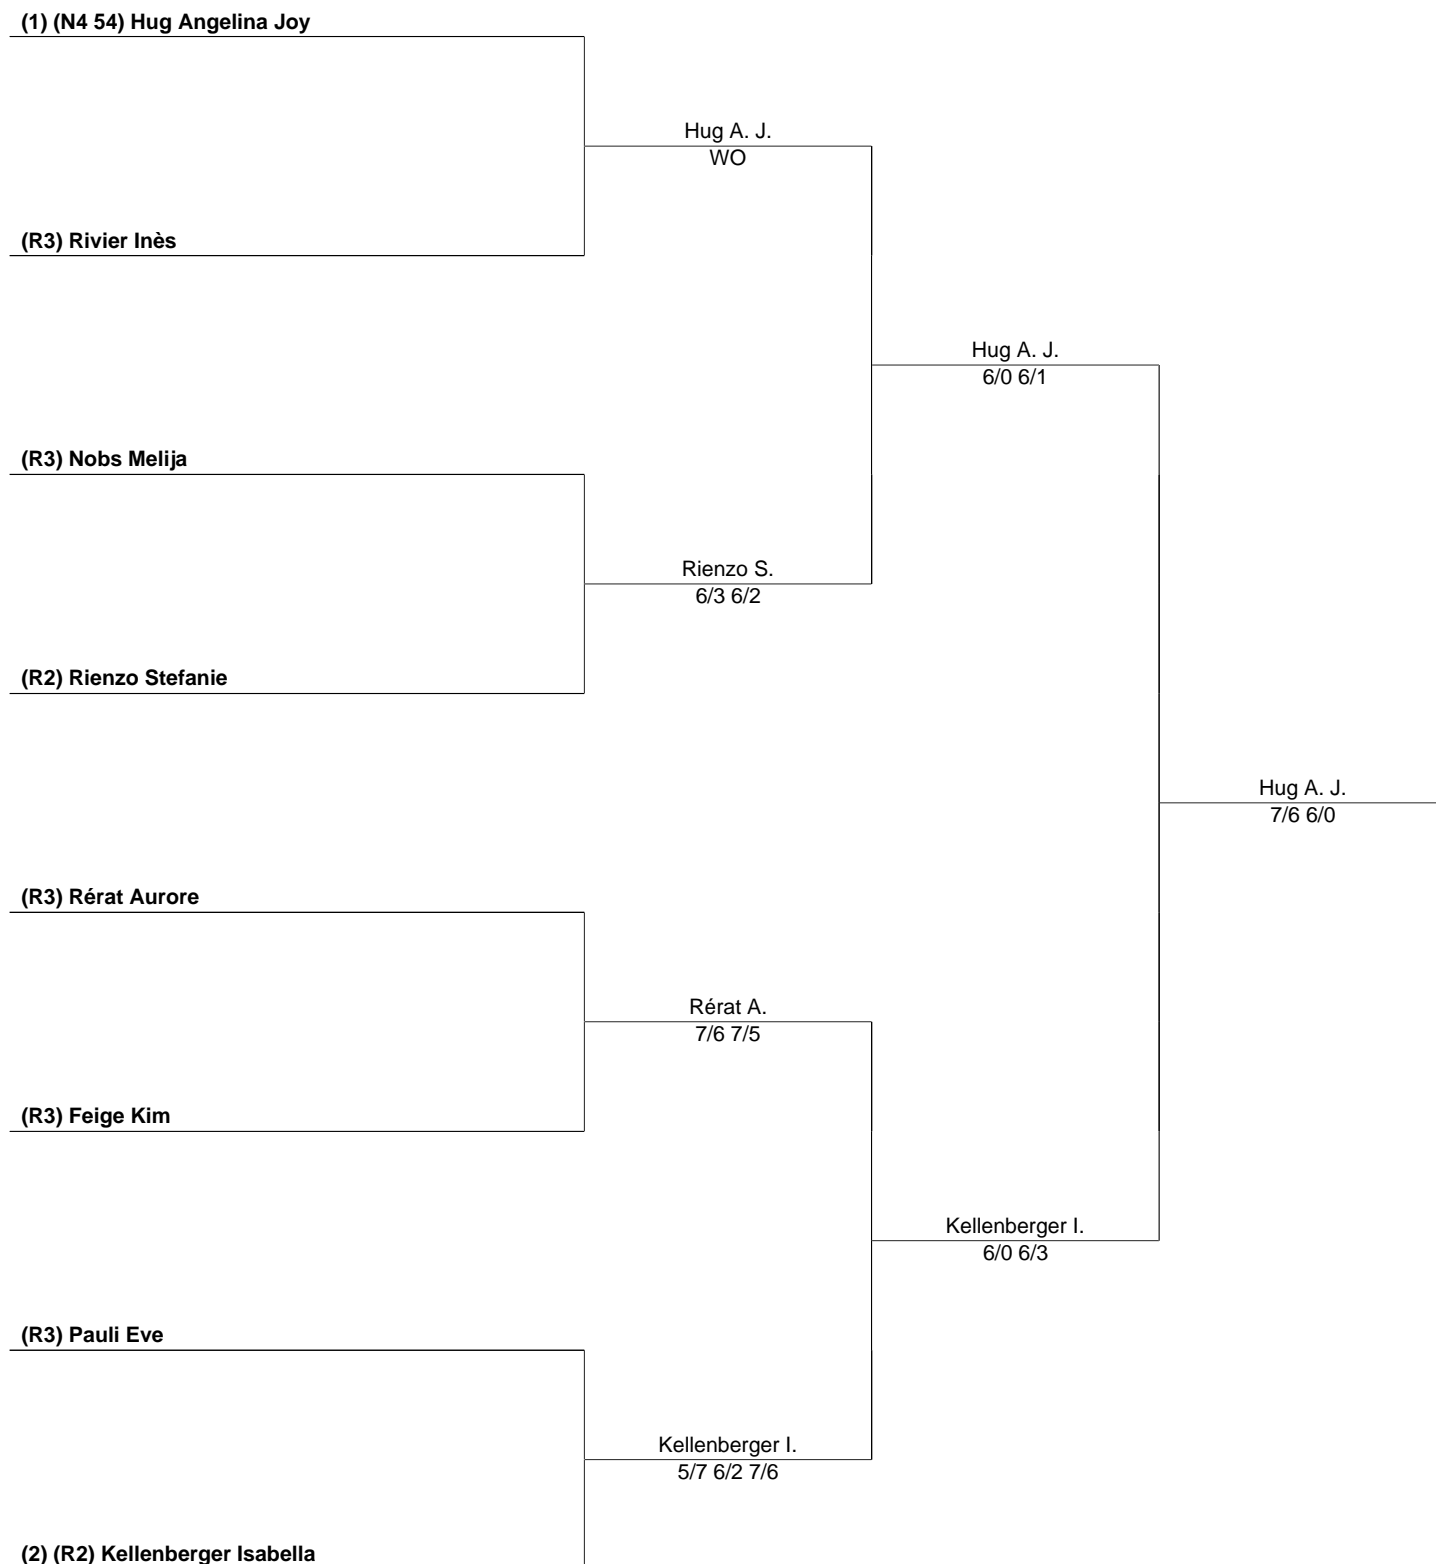 (1) (N4 54) Hug Angelina Joy
Hug A. J.
WO
(R3) Rivier Inès
Hug A. J.
6/0 6/1
(R3) Nobs Melija
Rienzo S.
6/3 6/2
(R2) Rienzo Stefanie
Hug A. J.
7/6 6/0
(R3) Rérat Aurore
Rérat A.
7/6 7/5
(R3) Feige Kim
Kellenberger I.
6/0 6/3
(R3) Pauli Eve
Kellenberger I.
5/7 6/2 7/6
(2) (R2) Kellenberger Isabella